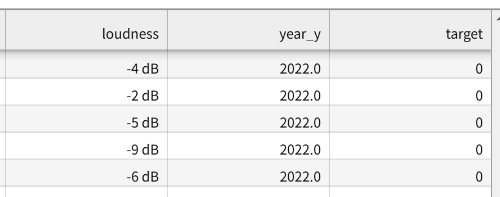 loudness year_y target
-4 dB 2022.0 0
-2 dB 2022.0 0
-5 dB 2022.0 0
-9 dB 2022.0 0
-6 dB 2022.0 0